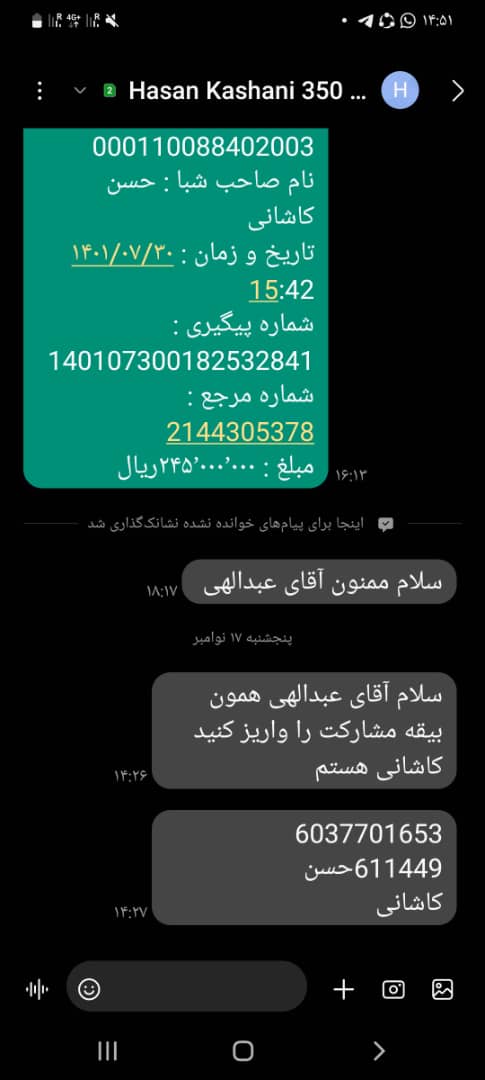 ۱۴:۵۱
4G+
R
R
Hasan Kashani 350 ...
2
H
000110088402003
نام صاحب شبا : حسن
کاشانی
تاریخ و زمان : ۱۴۰۱/۰۷/۳۰
15:42
شماره پیگیری :
140107300182532841
شماره مرجع :
2144305378
مبلغ : ۲۴۵٬۰۰۰٬۰۰۰ریال
۱۶:۱۳
اینجا برای پیام‌های خوانده نشده نشانک‌گذاری شد
سلام ممنون آقای عبدالهی
۱۸:۱۷
پنجشنبه ۱۷ نوامبر
سلام آقای عبدالهی همون
بیقه مشارکت را واریز کنید
کاشانی هستم
۱۴:۲۶
6037701653
611449حسن
کاشانی
۱۴:۲۷